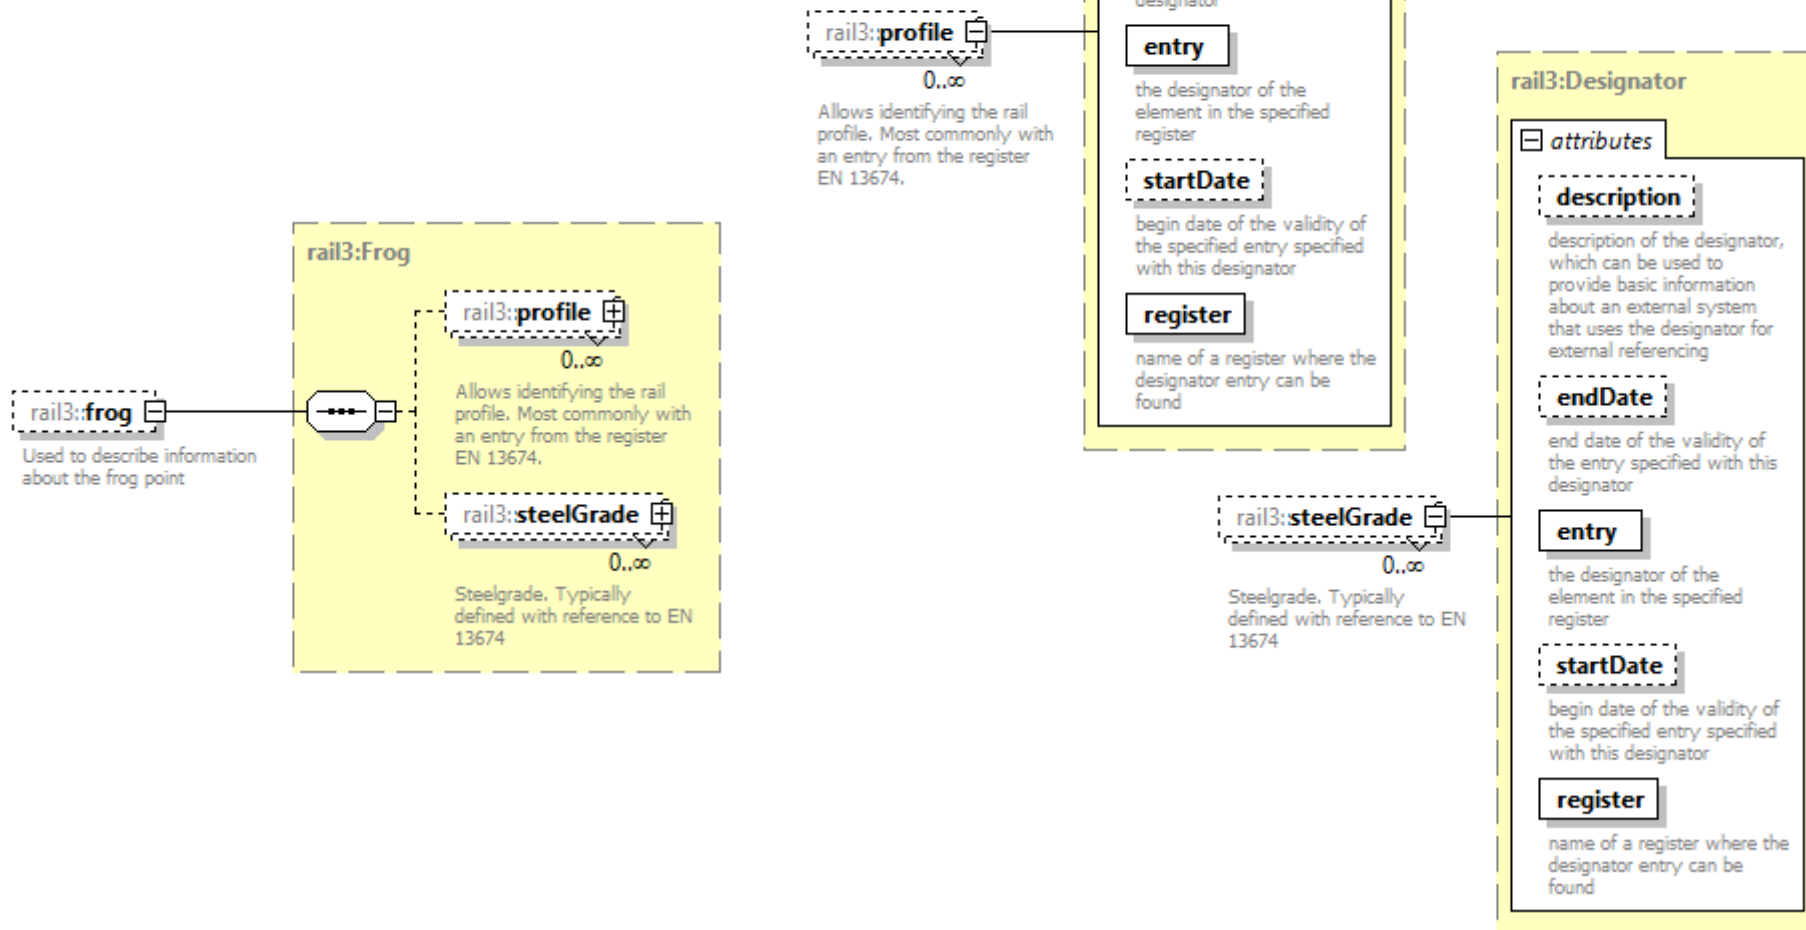 rail3:Frog
rail3::profile
0..∞
Allows identifying the rail
profile. Most commonly with
an entry from the register
EN 13674.
rail3::frog
Used to describe information
about the frog point
rail3::steelGrade
0..∞
Steelgrade. Typically
defined with reference to EN
13674
rail3::profile
0..∞
Allows identifying the rail
profile. Most commonly with
an entry from the register
EN 13674.
designator
entry
the designator of the
element in the specified
register
startDate
begin date of the validity of
the specified entry specified
with this designator
register
name of a register where the
designator entry can be
found
rail3::steelGrade
0..∞
Steelgrade. Typically
defined with reference to EN
13674
rail3:Designator
attributes
description
description of the designator,
which can be used to
provide basic information
about an external system
that uses the designator for
external referencing
endDate
end date of the validity of
the entry specified with this
designator
entry
the designator of the
element in the specified
register
startDate
begin date of the validity of
the specified entry specified
with this designator
register
name of a register where the
designator entry can be
found